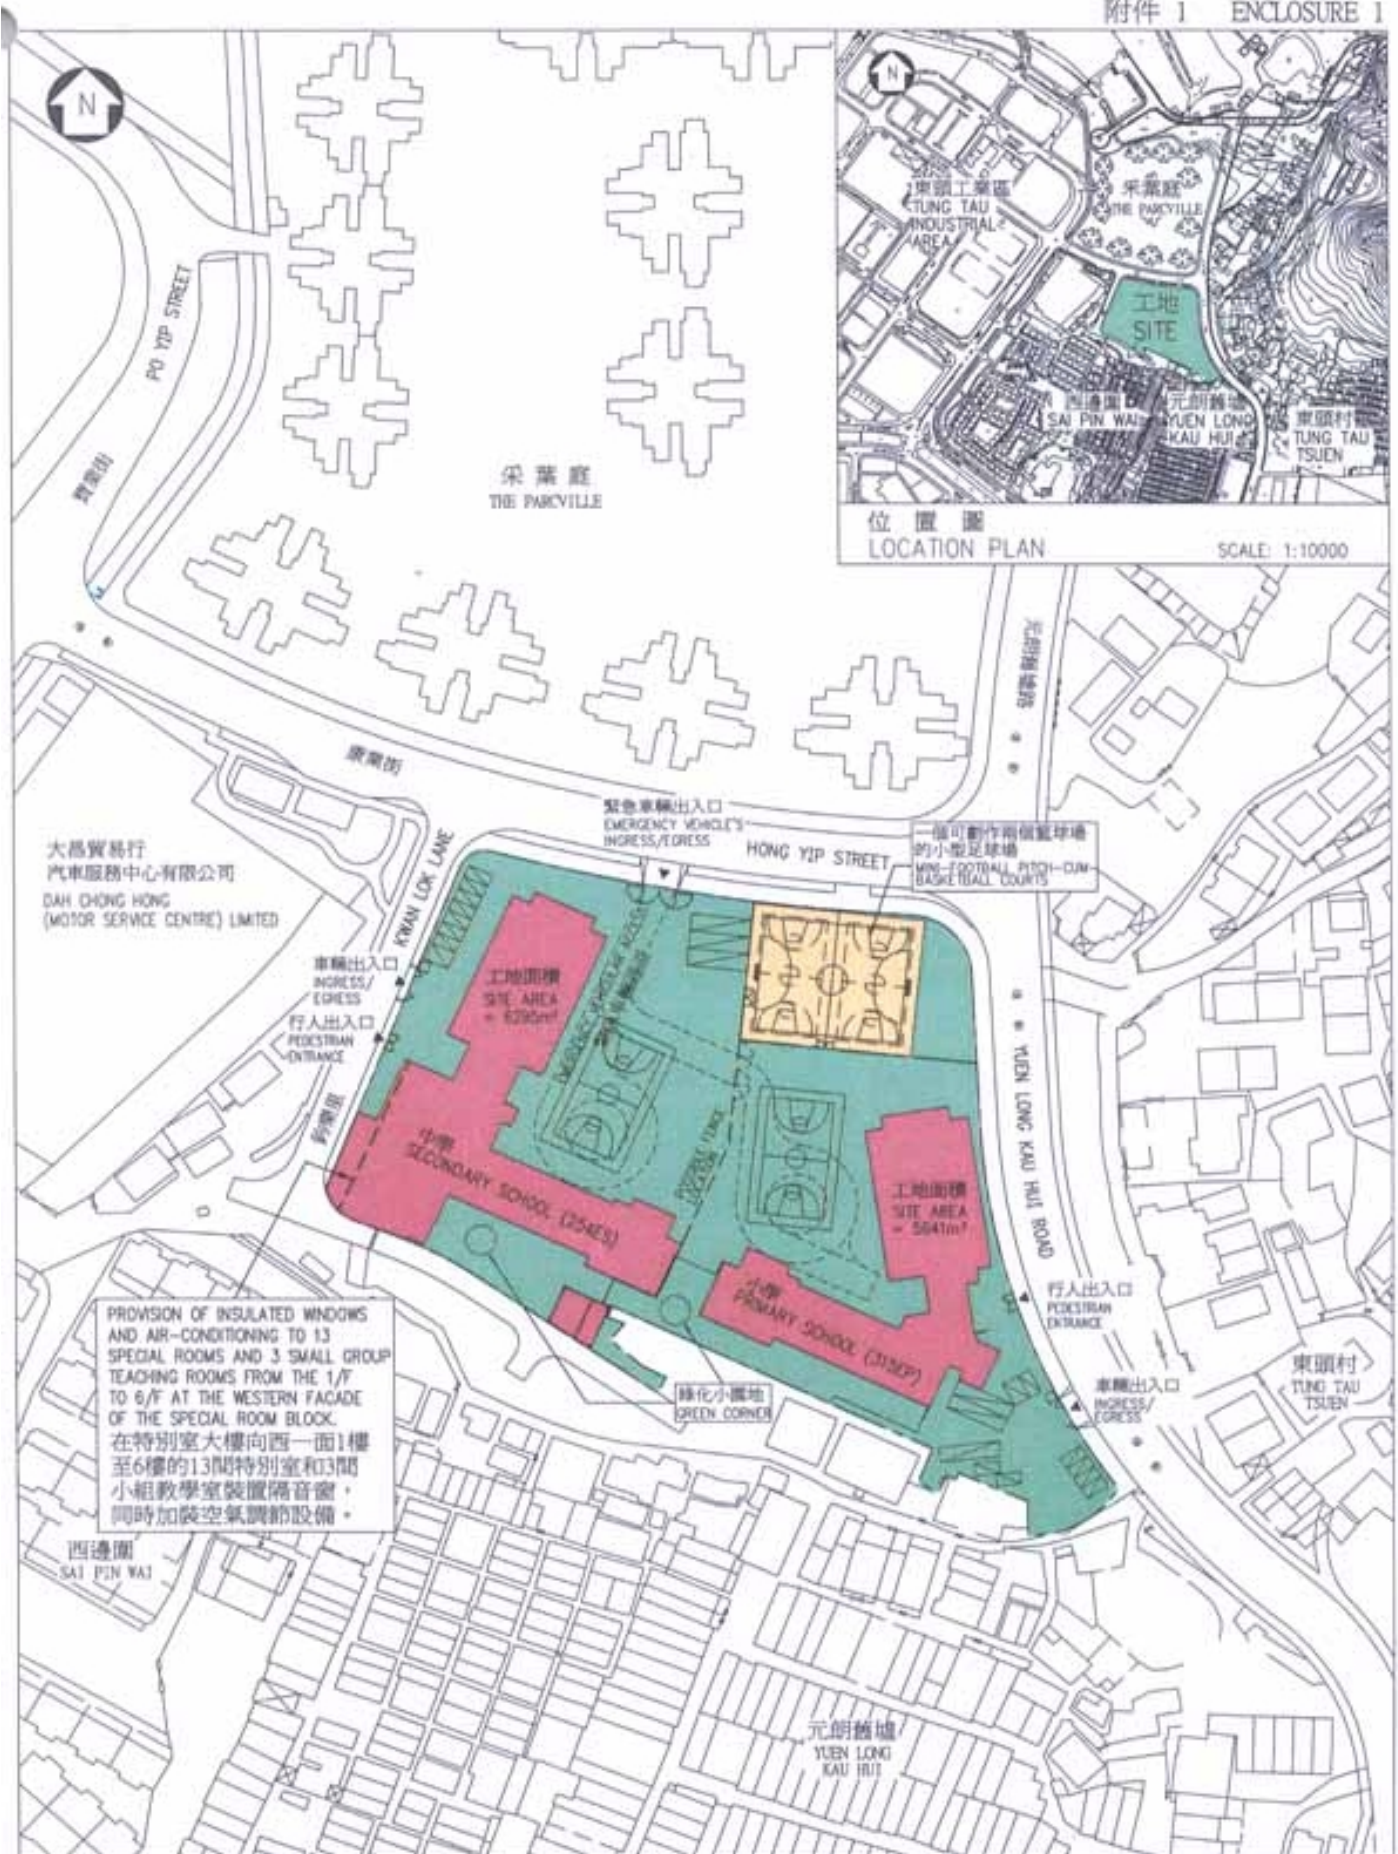 附件 1 ENCLOSURE 1
N
N
東頭工業區
TUNG TAU
INDUSTRIAL
AREA
采葉庭
THE PARCVILLE
工地
SITE
西邊圍
SAI PIN WAI
元朗舊墟
YUEN LONG
KAU HUI
東頭村
TUNG TAU
TSUEN
位置圖
LOCATION PLAN
SCALE: 1:10000
PO YIP STREET
寶業街
采葉庭
THE PARCVILLE
元朗舊墟路
康業街
緊急車輛出入口
EMERGENCY VEHICLE'S
INGRESS/EGRESS
HONG YIP STREET
一個可劃作兩個籃球場
的小型足球場
MINI-FOOTBALL PITCH-CUM-
BASKETBALL COURTS
大昌貿易行
汽車服務中心有限公司
DAH CHONG HONG
(MOTOR SERVICE CENTRE) LIMITED
KWAN LOK LANE
車輛出入口
INGRESS/
EGRESS
行人出入口
PEDESTRIAN
ENTRANCE
工地面積
SITE AREA
= 6295m²
EMERGENCY VEHICULAR ACCESS
中學
SECONDARY SCHOOL (254ES)
工地面積
SITE AREA
= 5641m²
小學
PRIMARY SCHOOL (313EP)
YUEN LONG KAU HUI ROAD
行人出入口
PEDESTRIAN
ENTRANCE
車輛出入口
INGRESS/
EGRESS
東頭村
TUNG TAU
TSUEN
綠化小園地
GREEN CORNER
PROVISION OF INSULATED WINDOWS
AND AIR-CONDITIONING TO 13
SPECIAL ROOMS AND 3 SMALL GROUP
TEACHING ROOMS FROM THE 1/F
TO 6/F AT THE WESTERN FACADE
OF THE SPECIAL ROOM BLOCK.
在特別室大樓向西一面1樓
至6樓的13間特別室和3間
小組教學室裝置隔音窗，
同時加裝空氣調節設備。
西邊圍
SAI PIN WAI
元朗舊墟
YUEN LONG
KAU HUI